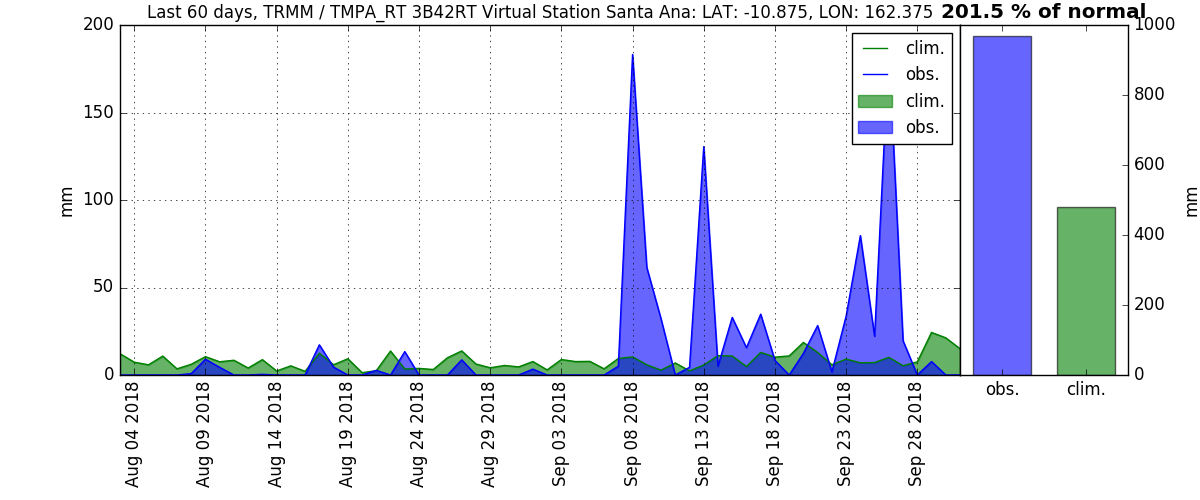 Last 60 days, TRMM / TMPA_RT 3B42RT Virtual Station Santa Ana: LAT: -10.875, LON: 162.375 201.5 % of normal
200
150
100
50
0
mm
clim.
obs.
clim.
obs.
1000
800
600
400
200
0
mm
obs. clim.
Aug 04 2018
Aug 09 2018
Aug 14 2018
Aug 19 2018
Aug 24 2018
Aug 29 2018
Sep 03 2018
Sep 08 2018
Sep 13 2018
Sep 18 2018
Sep 23 2018
Sep 28 2018